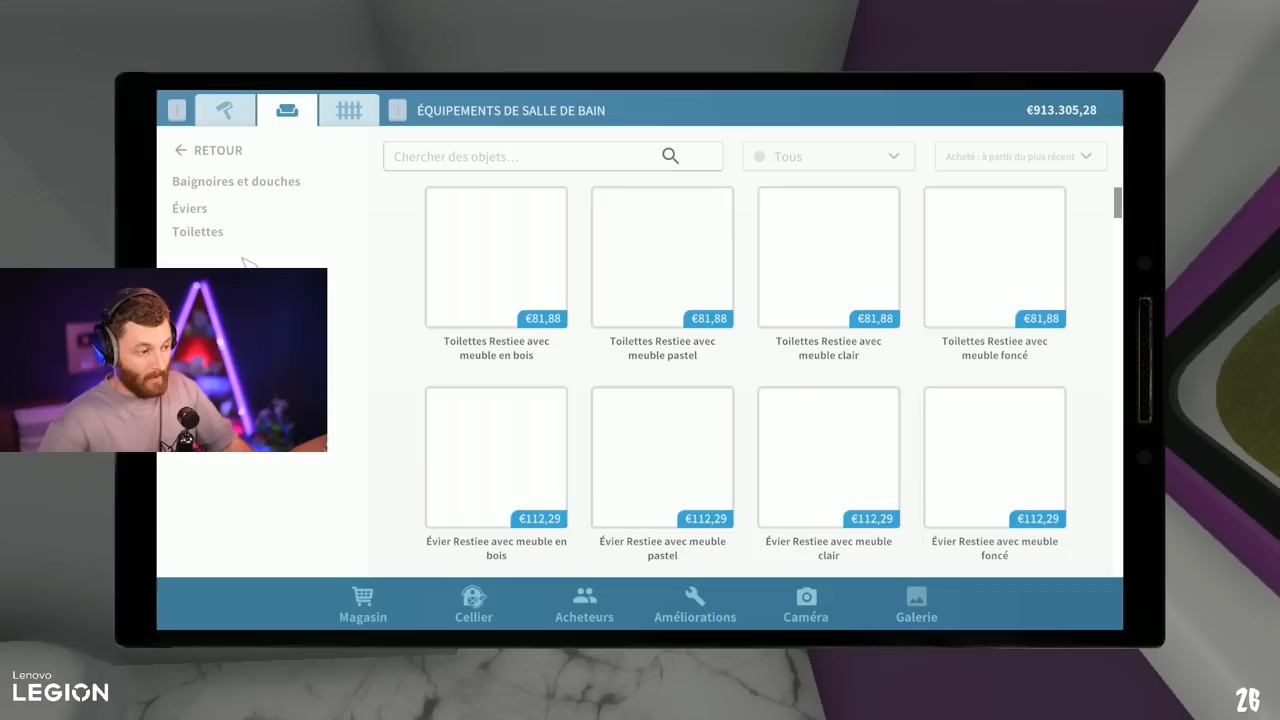 ÉQUIPEMENTS DE SALLE DE BAIN
€913.305,28
RETOUR
Baignoires et douches
Éviers
Toilettes
Chercher des objets...
Tous
Acheté : à partir du plus récent
€81,88
€81,88
€81,88
€81,88
Toilettes Restiee avec
meuble en bois
Toilettes Restiee avec
meuble pastel
Toilettes Restiee avec
meuble clair
Toilettes Restiee avec
meuble foncé
€112,29
€112,29
€112,29
€112,29
Évier Restiee avec meuble en
bois
Évier Restiee avec meuble
pastel
Évier Restiee avec meuble
clair
Évier Restiee avec meuble
foncé
Magasin
Cellier
Acheteurs
Améliorations
Caméra
Galerie
Lenovo
LEGION
26